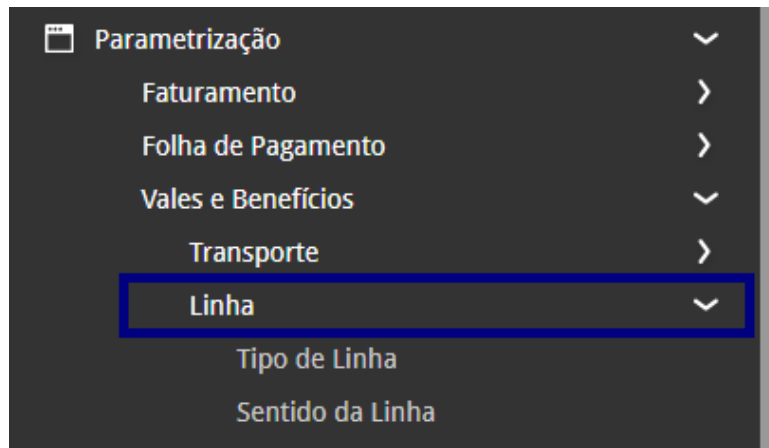 Parametrização
Faturamento
Folha de Pagamento
Vales e Benefícios
Transporte
Linha
Tipo de Linha
Sentido da Linha